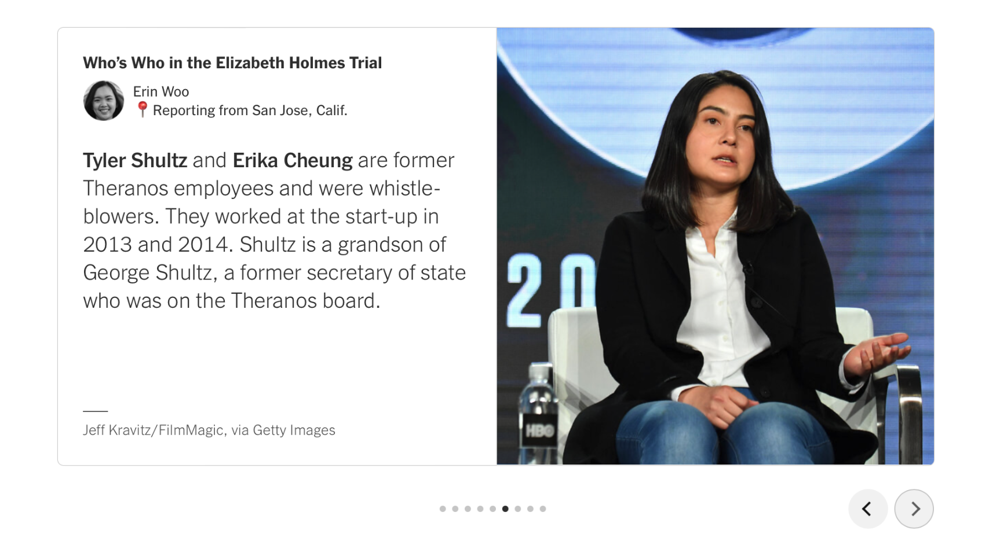 Who’s Who in the Elizabeth Holmes Trial
Erin Woo
Reporting from San Jose, Calif.
Tyler Shultz and Erika Cheung are former
Theranos employees and were whistle-
blowers. They worked at the start-up in
2013 and 2014. Shultz is a grandson of
George Shultz, a former secretary of state
who was on the Theranos board.
Jeff Kravitz/FilmMagic, via Getty Images
20
HBO